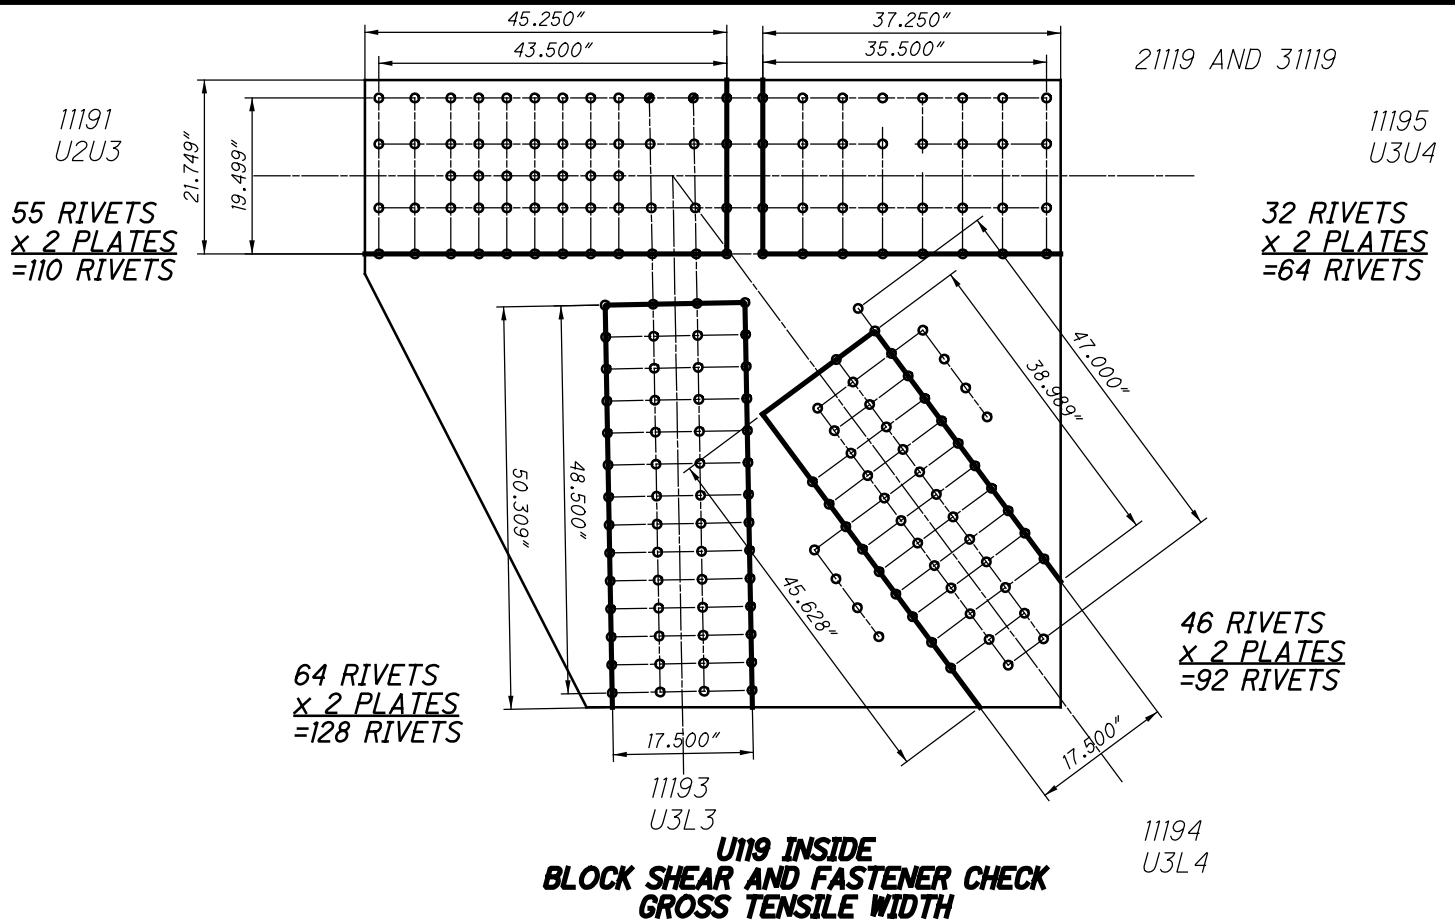 45.250"
37.250"
43.500"
35.500"
21119 AND 31119
11191
U2U3
11195
U3U4
21.749"
19.499"
55 RIVETS
x 2 PLATES
=110 RIVETS
32 RIVETS
x 2 PLATES
=64 RIVETS
47.000"
38.989"
50.309"
48.500"
45.628"
46 RIVETS
x 2 PLATES
=92 RIVETS
64 RIVETS
x 2 PLATES
=128 RIVETS
17.500"
17.500"
11193
U3L3
11194
U3L4
U119 INSIDE
BLOCK SHEAR AND FASTENER CHECK
GROSS TENSILE WIDTH